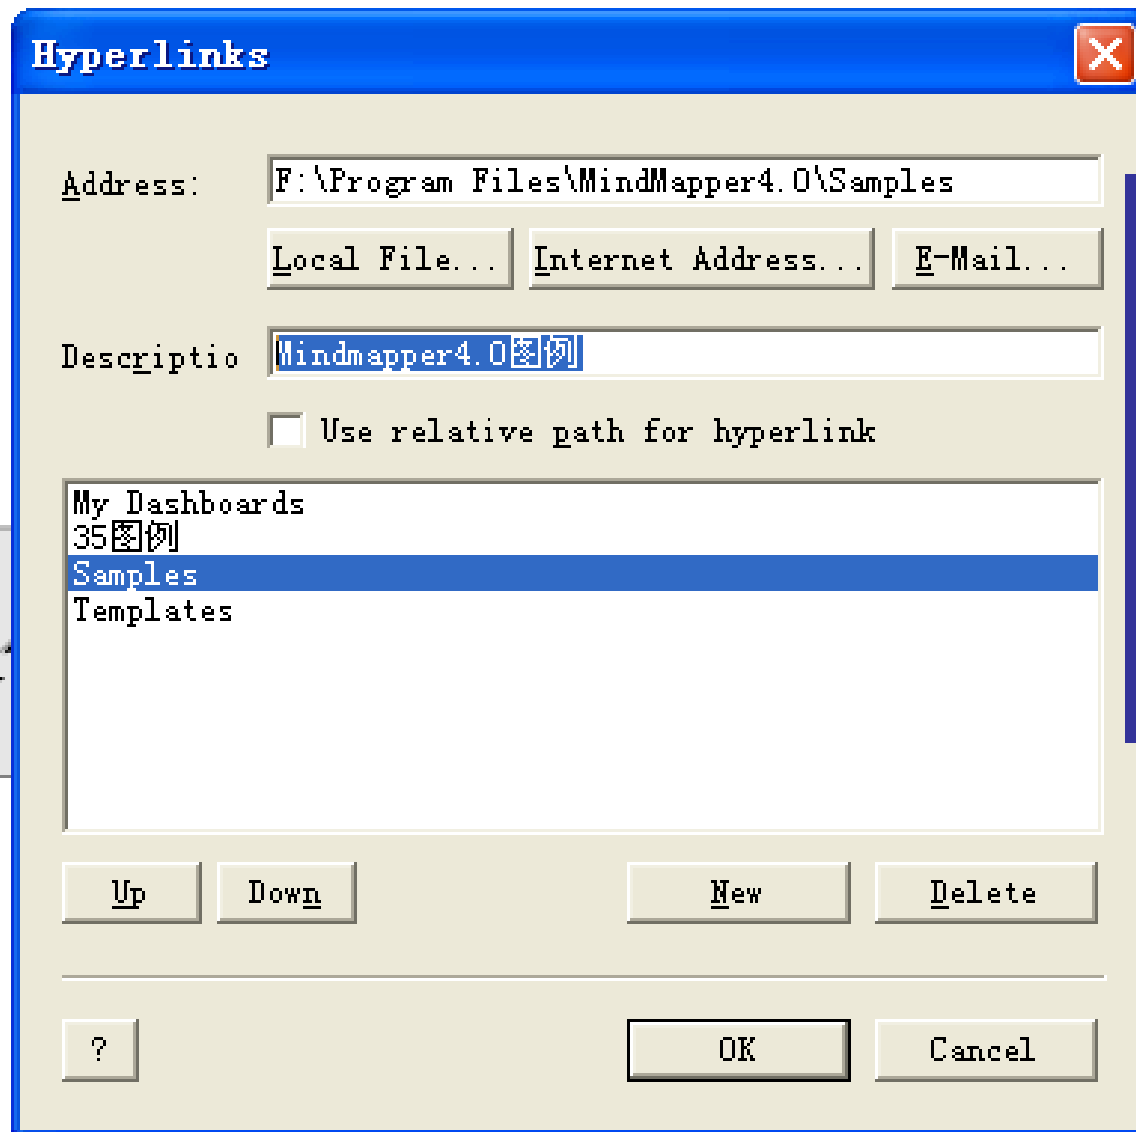 Hyperlinks
Address:
F:\Program Files\MindMapper4.0\Samples
Local File... Internet Address... E-Mail...
Descriptio
Mindmapper4.0图例
Use relative path for hyperlink
My Dashboards
35图例
Samples
Templates
Up Down New Delete
? OK Cancel